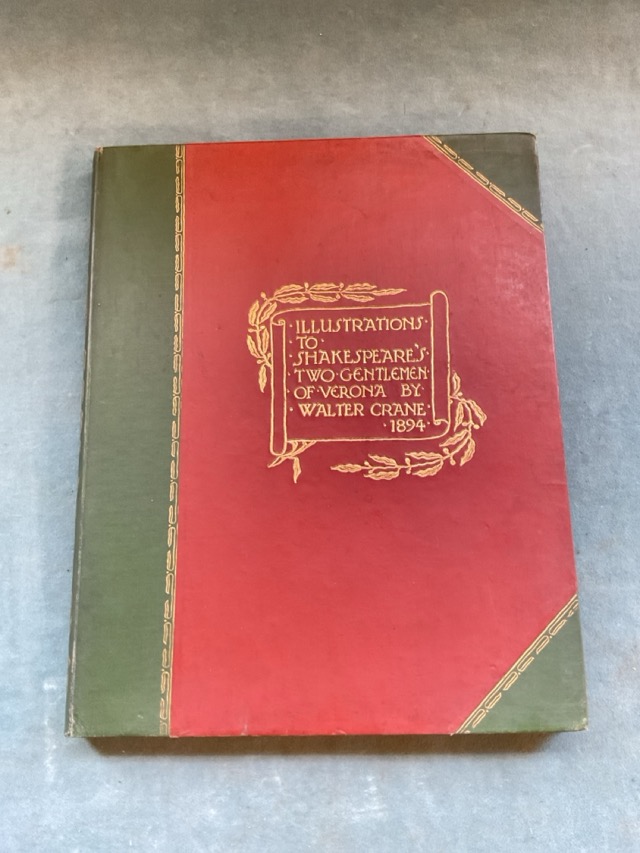 ·ILLUSTRATIONS·
TO·
·SHAKESPEARE'S·
TWO·GENTLEMEN·
OF·VERONA BY·
·WALTER CRANE·
·1894·